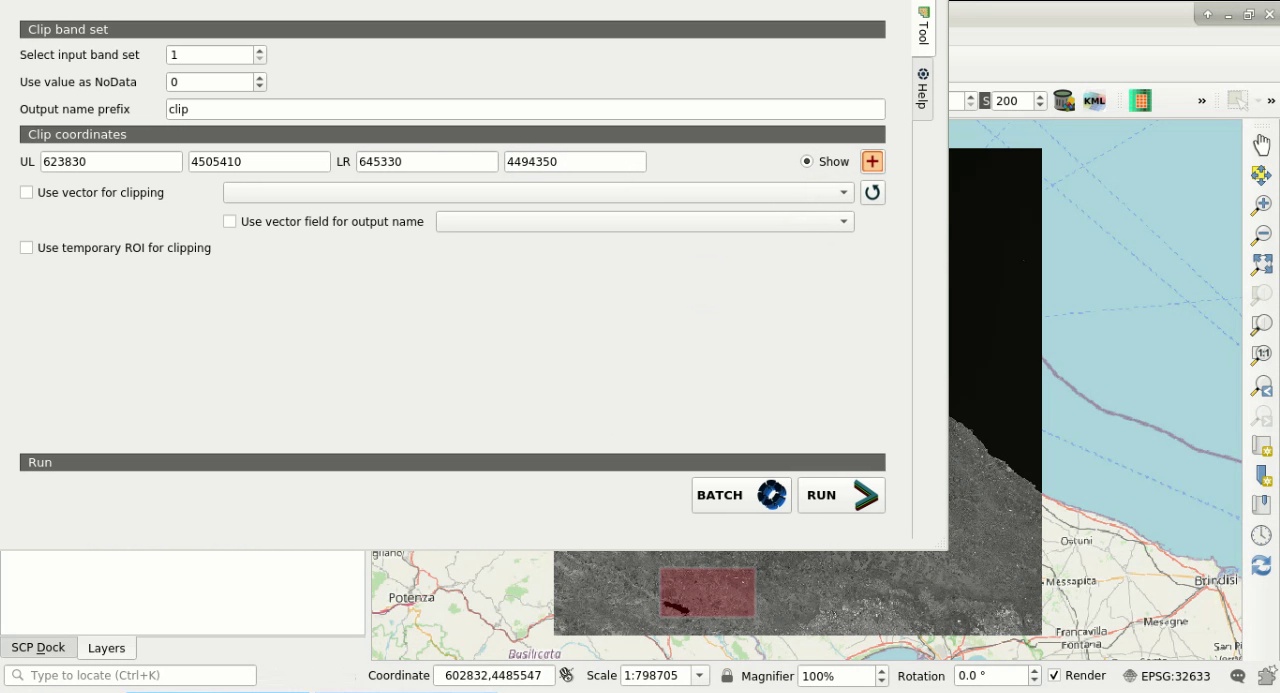 Clip band set
Select input band set 1
Use value as NoData 0
Output name prefix clip
Clip coordinates
UL 623830 4505410 LR 645330 4494350 Show
Use vector for clipping
Use vector field for output name
Use temporary ROI for clipping
Run
BATCH RUN
Tool
Help
S 200 KML » »
1:1
Potenza
Basilicata
Ostuni
Messapica
Brindisi
Mesagne
Francavilla
Fontana
SCP Dock Layers
Type to locate (Ctrl+K) Coordinate 602832,4485547 Scale 1:798705 Magnifier 100% Rotation 0.0 ° Render EPSG:32633